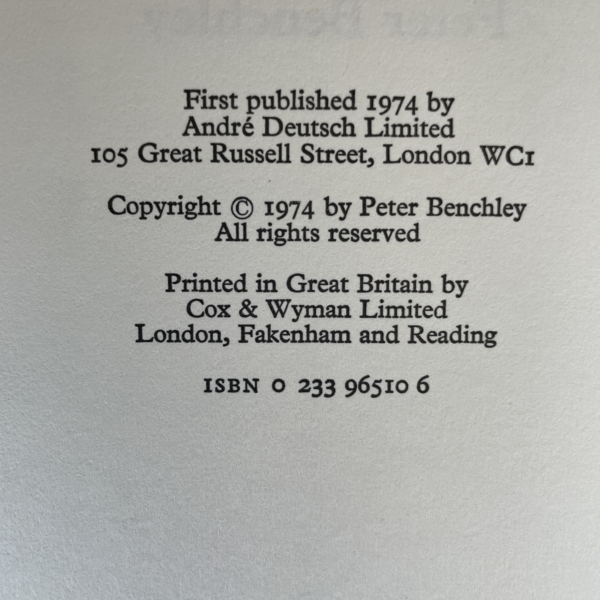 First published 1974 by
André Deutsch Limited
105 Great Russell Street, London WC1
Copyright © 1974 by Peter Benchley
All rights reserved
Printed in Great Britain by
Cox & Wyman Limited
London, Fakenham and Reading
ISBN 0 233 96510 6